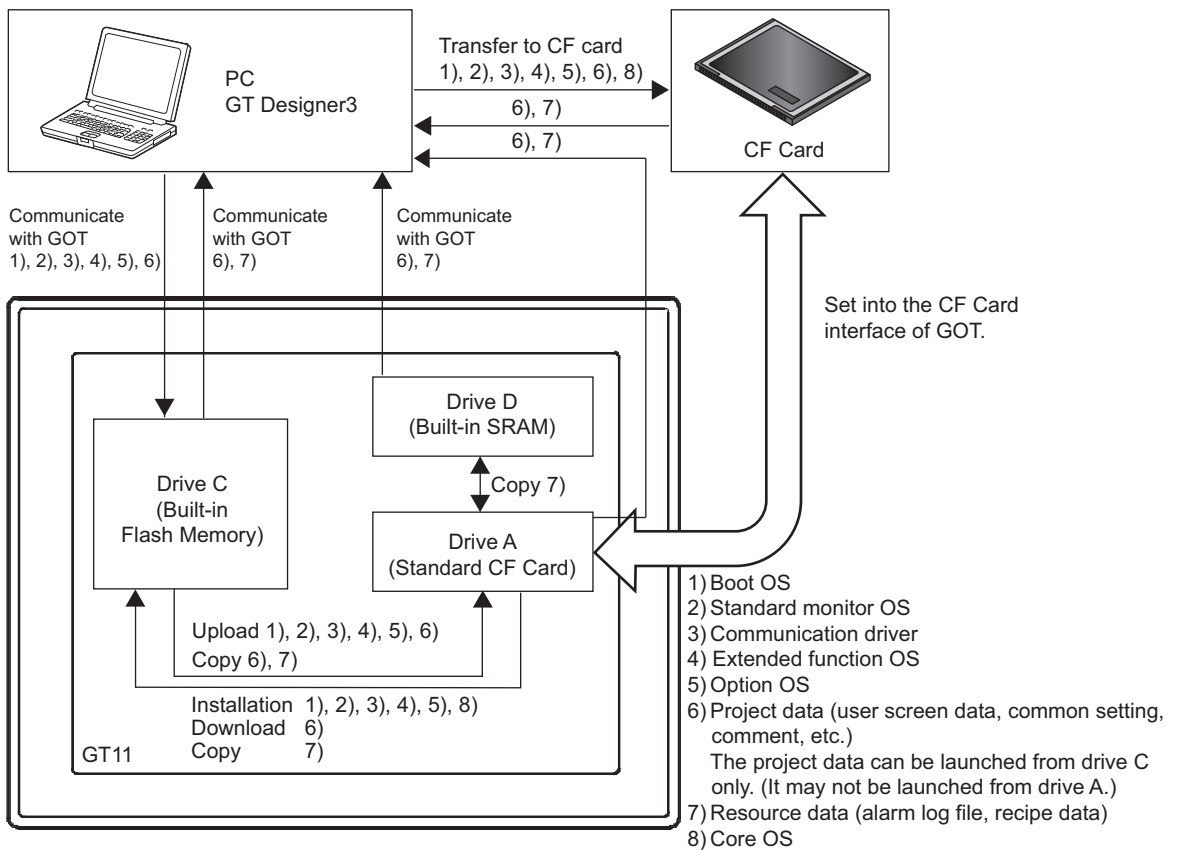 PC
GT Designer3
Transfer to CF card
1), 2), 3), 4), 5), 6), 8)
6), 7)
6), 7)
CF Card
Communicate
with GOT
1), 2), 3), 4), 5), 6)
Communicate
with GOT
6), 7)
Communicate
with GOT
6), 7)
Set into the CF Card
interface of GOT.
Drive D
(Built-in SRAM)
Drive C
(Built-in
Flash Memory)
Copy 7)
Drive A
(Standard CF Card)
Upload 1), 2), 3), 4), 5), 6)
Copy 6), 7)
Installation 1), 2), 3), 4), 5), 8)
Download 6)
Copy 7)
GT11
1) Boot OS
2) Standard monitor OS
3) Communication driver
4) Extended function OS
5) Option OS
6) Project data (user screen data, common setting,
comment, etc.)
The project data can be launched from drive C
only. (It may not be launched from drive A.)
7) Resource data (alarm log file, recipe data)
8) Core OS